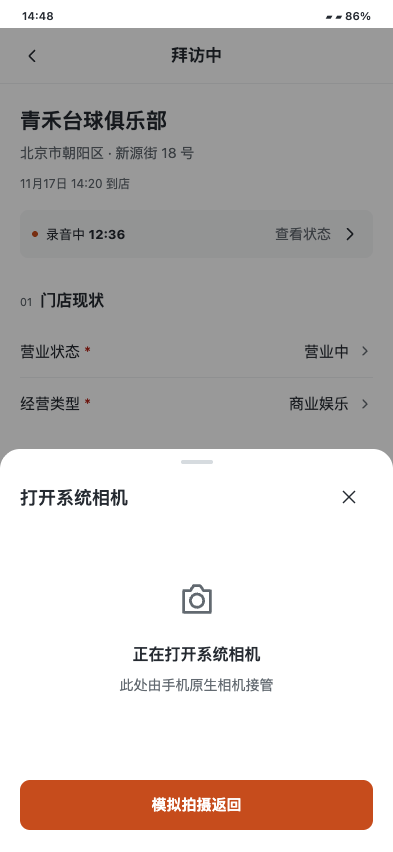 14:48
86%
拜访中
青禾台球俱乐部
北京市朝阳区 · 新源街 18 号
11月17日 14:20 到店
录音中 12:36 查看状态
01 门店现状
营业状态 * 营业中
经营类型 * 商业娱乐
打开系统相机
正在打开系统相机
此处由手机原生相机接管
模拟拍摄返回